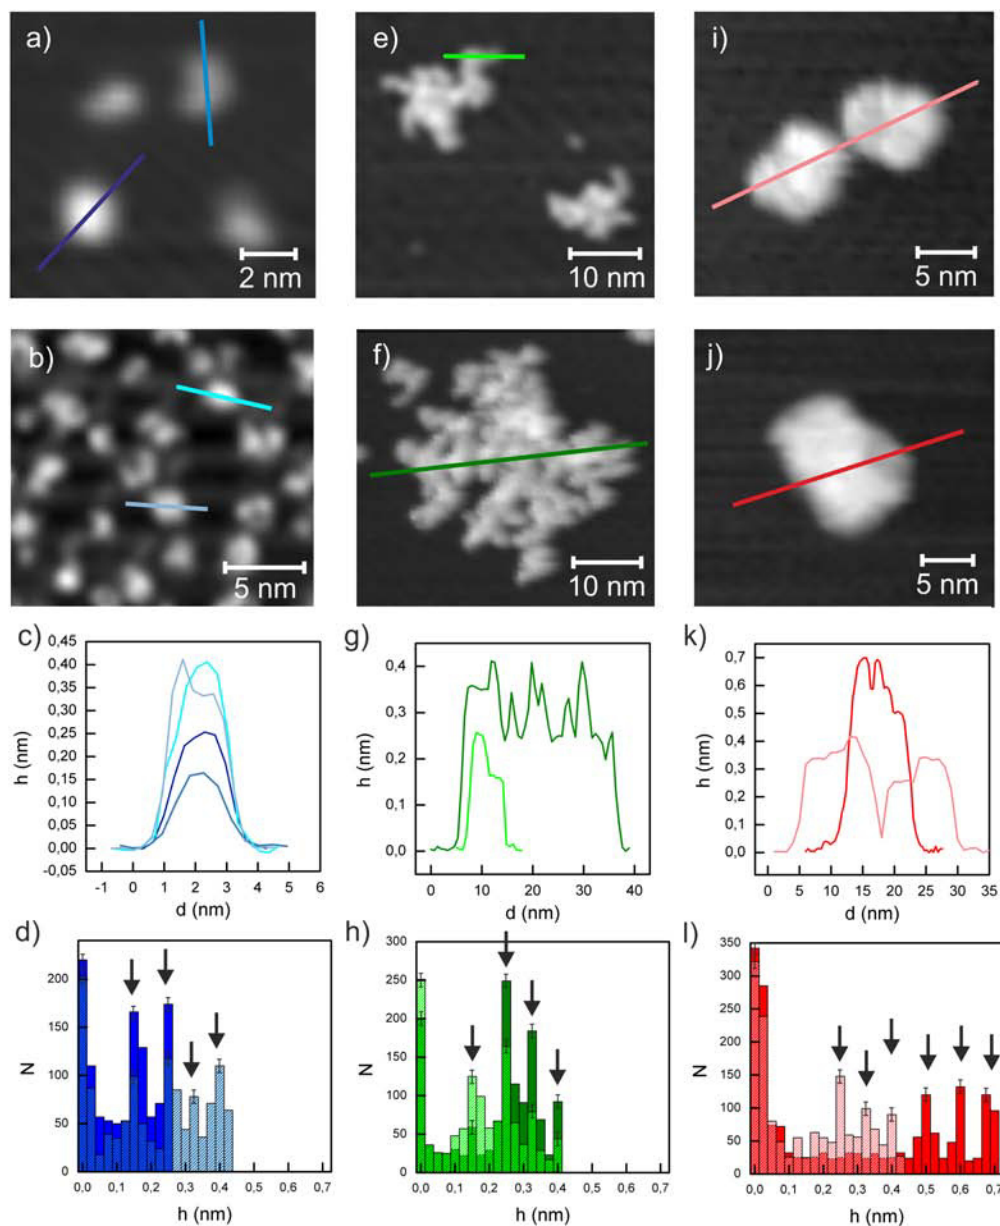 a)
2 nm
e)
10 nm
i)
5 nm
b)
5 nm
f)
10 nm
j)
5 nm
c)
0,45
0,40
0,35
0,30
0,25
0,20
0,15
0,10
0,05
0,00
0,05
h (nm)
-1 0 1 2 3 4 5 6
d (nm)
g)
0,4
0,3
0,2
0,1
0,0
h (nm)
0 10 20 30 40
d (nm)
k)
0,7
0,6
0,5
0,4
0,3
0,2
0,1
0,0
h (nm)
0 5 10 15 20 25 30 35
d (nm)
d)
200
150
100
50
0
N
0,0 0,1 0,2 0,3 0,4 0,5 0,6 0,7
h (nm)
h)
300
250
200
150
100
50
0
N
0,0 0,1 0,2 0,3 0,4 0,5 0,6 0,7
h (nm)
l)
350
300
250
200
150
100
50
0
N
0,0 0,1 0,2 0,3 0,4 0,5 0,6 0,7
h (nm)